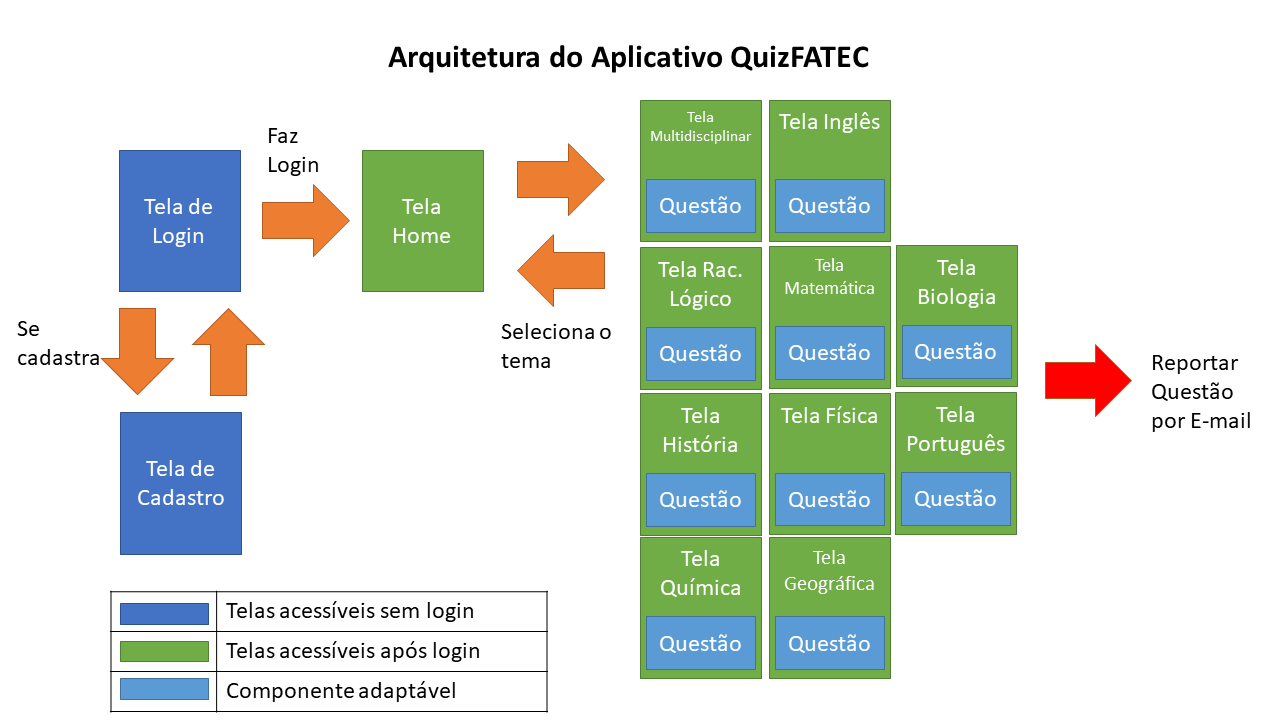 Arquitetura do Aplicativo QuizFATEC
Faz
Login
Tela de
Login
Tela
Home
Se
cadastra
Tela de
Cadastro
Seleciona o
tema
Tela
Multidisciplinar
Questão
Tela Inglês
Questão
Tela Rac.
Lógico
Questão
Tela
Matemática
Questão
Tela
Biologia
Questão
Tela
História
Questão
Tela Física
Questão
Tela
Português
Questão
Tela
Química
Questão
Tela
Geográfica
Questão
Reportar
Questão
por E-mail
Telas acessíveis sem login
Telas acessíveis após login
Componente adaptável